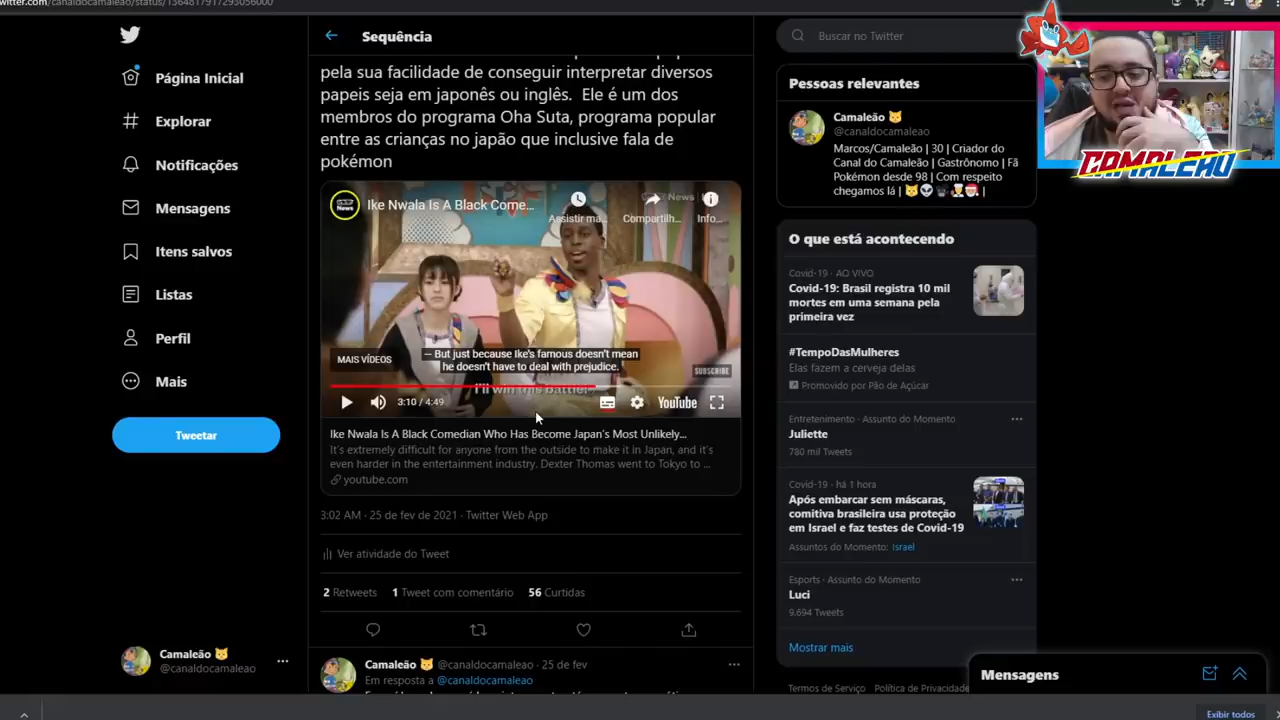 witter.com/canaldocamaleao/status/1364817917293056000
Página Inicial
Explorar
Notificações
Mensagens
Itens salvos
Listas
Perfil
Mais
Tweetar
Camaleão
@canaldocamaleao
Sequência
pela sua facilidade de conseguir interpretar diversos
papeis seja em japonês ou inglês. Ele é um dos
membros do programa Oha Suta, programa popular
entre as crianças no japão que inclusive fala de
pokémon
News
Ike Nwala Is A Black Come...
Assistir ma...
Compartilh...
Info...
News
MAIS VÍDEOS
— But just because Ike's famous doesn't mean
he doesn't have to deal with prejudice.
I'll win this battle!
SUBSCRIBE
3:10 / 4:49
YouTube
Ike Nwala Is A Black Comedian Who Has Become Japan's Most Unlikely...
It's extremely difficult for anyone from the outside to make it in Japan, and it's
even harder in the entertainment industry. Dexter Thomas went to Tokyo to ...
youtube.com
3:02 AM · 25 de fev de 2021 · Twitter Web App
Ver atividade do Tweet
2 Retweets 1 Tweet com comentário 56 Curtidas
Camaleão @canaldocamaleao · 25 de fev
Em resposta a @canaldocamaleao
Buscar no Twitter
Pessoas relevantes
Camaleão
@canaldocamaleao
Marcos/Camaleão | 30 | Criador do
Canal do Camaleão | Gastrônomo | Fã
Pokémon desde 98 | Com respeito
chegamos lá | |
CAMALEAO
O que está acontecendo
Covid-19 · AO VIVO
Covid-19: Brasil registra 10 mil
mortes em uma semana pela
primeira vez
#TempoDasMulheres
Elas fazem a cerveja delas
Promovido por Pão de Açúcar
Entretenimento · Assunto do Momento
Juliette
780 mil Tweets
Covid-19 · há 1 hora
Após embarcar sem máscaras,
comitiva brasileira usa proteção
em Israel e faz testes de Covid-19
Assuntos do Momento: Israel
Esports · Assunto do Momento
Luci
9.694 Tweets
Mostrar mais
Termos de Serviço Política de Privacidade
Mensagens
Exibir todos